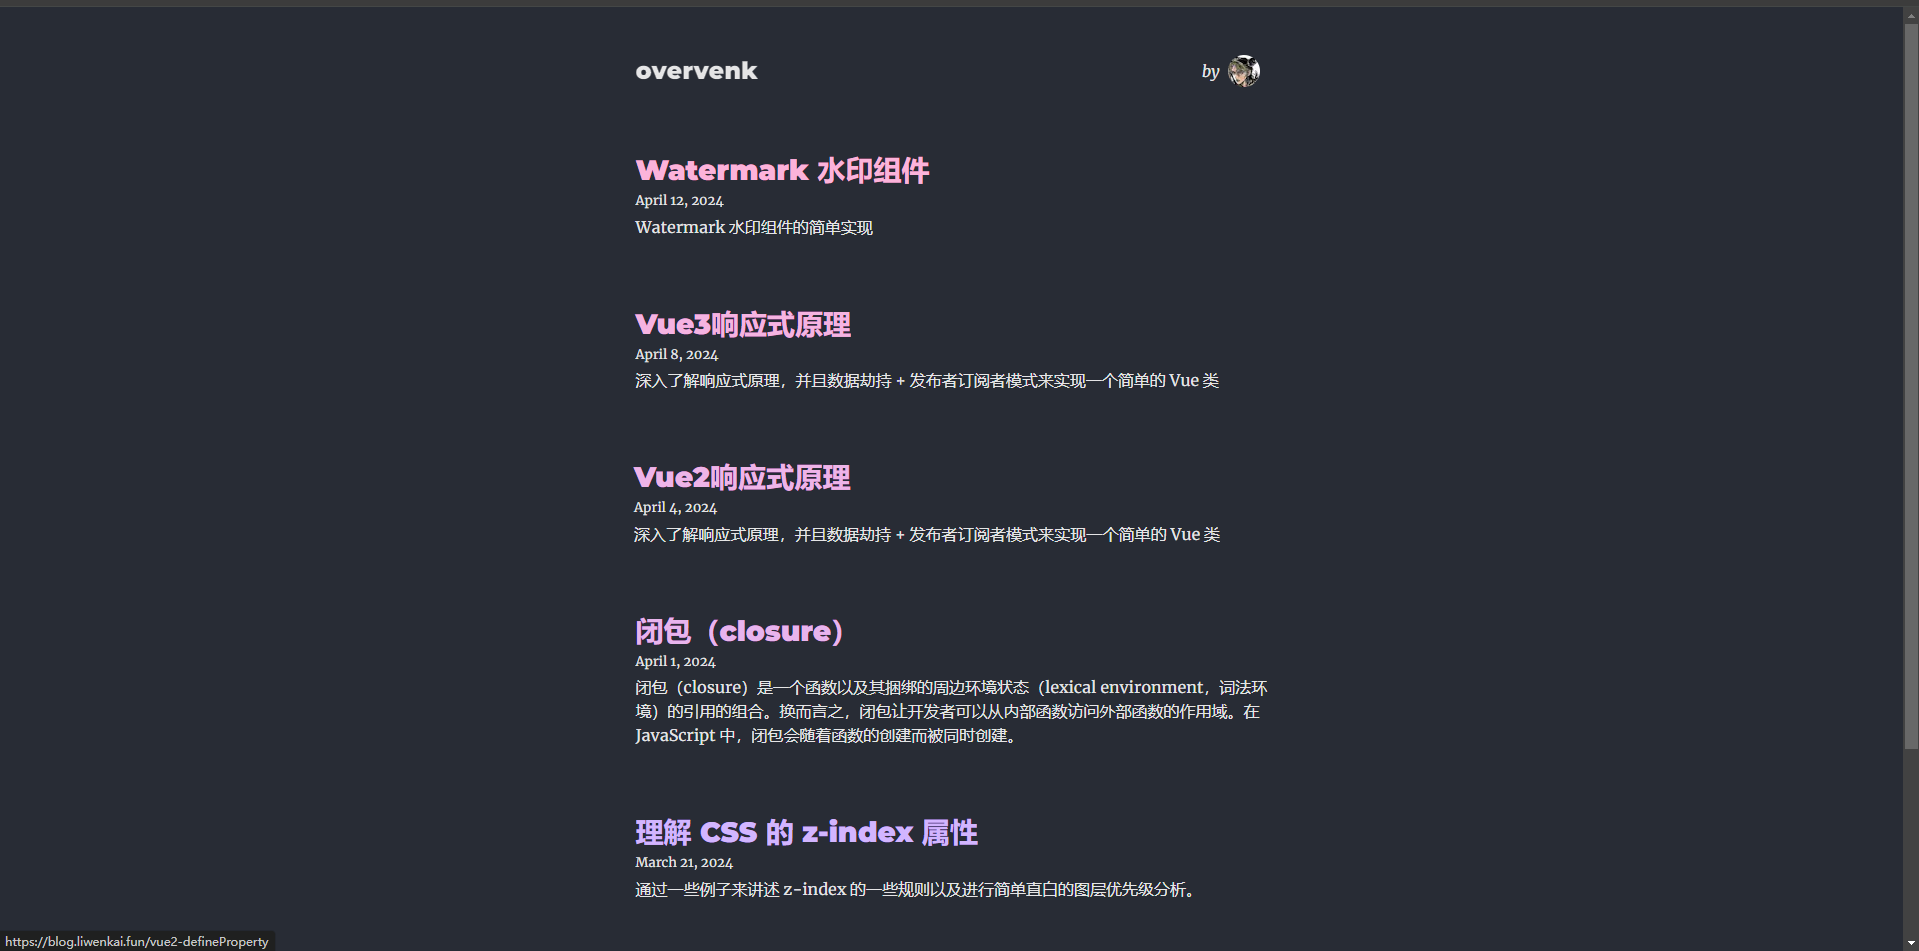 overvenk
by
Watermark 水印组件
April 12, 2024
Watermark 水印组件的简单实现
Vue3响应式原理
April 8, 2024
深入了解响应式原理，并且数据劫持 + 发布者订阅者模式来实现一个简单的 Vue 类
Vue2响应式原理
April 4, 2024
深入了解响应式原理，并且数据劫持 + 发布者订阅者模式来实现一个简单的 Vue 类
闭包（closure）
April 1, 2024
闭包（closure）是一个函数以及其捆绑的周边环境状态（lexical environment，词法环
境）的引用的组合。换而言之，闭包让开发者可以从内部函数访问外部函数的作用域。在
JavaScript 中，闭包会随着函数的创建而被同时创建。
理解 CSS 的 z-index 属性
March 21, 2024
通过一些例子来讲述 z-index 的一些规则以及进行简单直白的图层优先级分析。
https://blog.liwenkai.fun/vue2-defineProperty